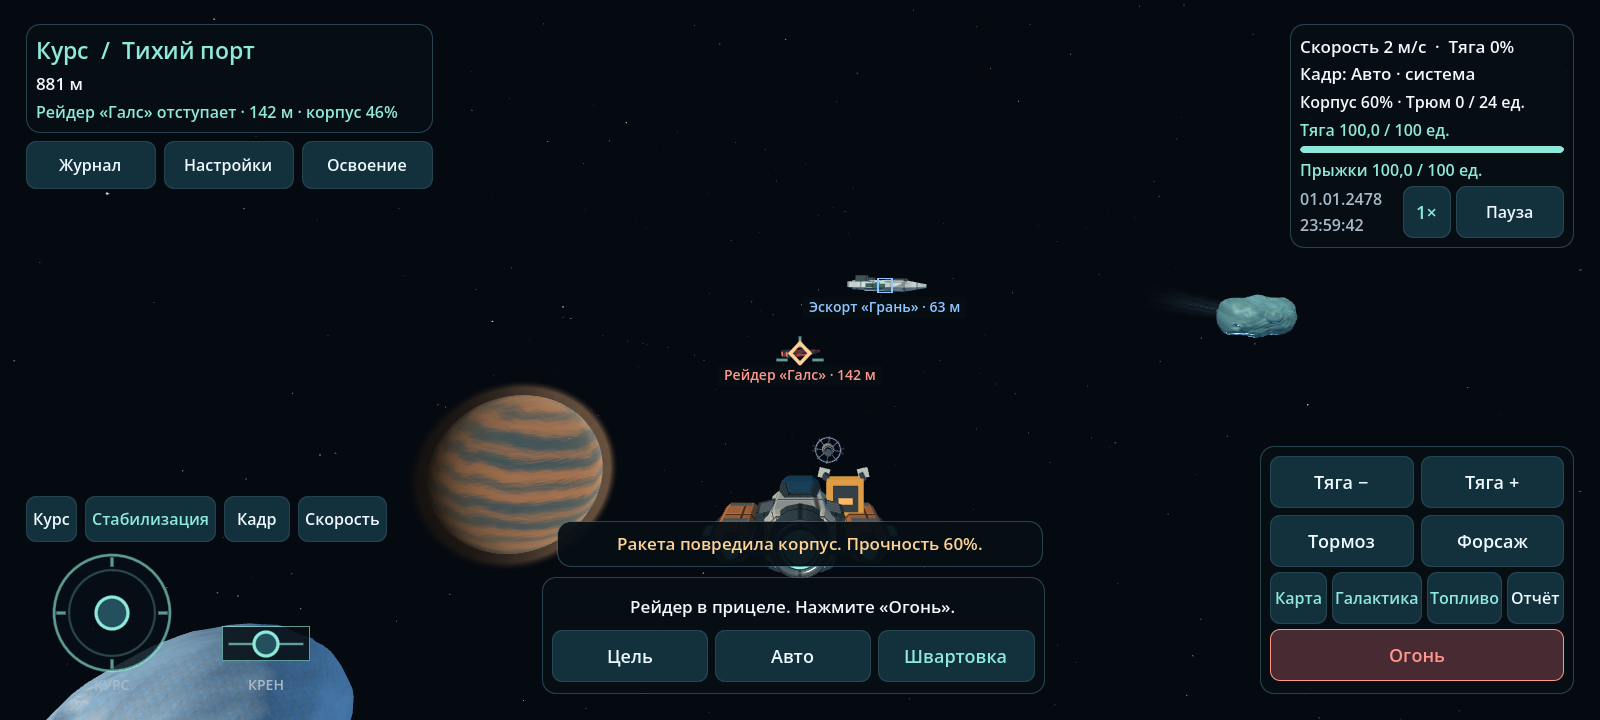 Курс / Тихий порт
881 м
Рейдер «Галс» отступает · 142 м · корпус 46%
Журнал
Настройки
Освоение
Скорость 2 м/с · Тяга 0%
Кадр: Авто · система
Корпус 60% · Трюм 0 / 24 ед.
Тяга 100,0 / 100 ед.
Прыжки 100,0 / 100 ед.
01.01.2478
23:59:42
1×
Пауза
Эскорт «Грань» · 63 м
Рейдер «Галс» · 142 м
Курс
Стабилизация
Кадр
Скорость
КУРС
КРЕН
Ракета повредила корпус. Прочность 60%.
Рейдер в прицеле. Нажмите «Огонь».
Цель
Авто
Швартовка
Тяга −
Тяга +
Тормоз
Форсаж
Карта
Галактика
Топливо
Отчёт
Огонь